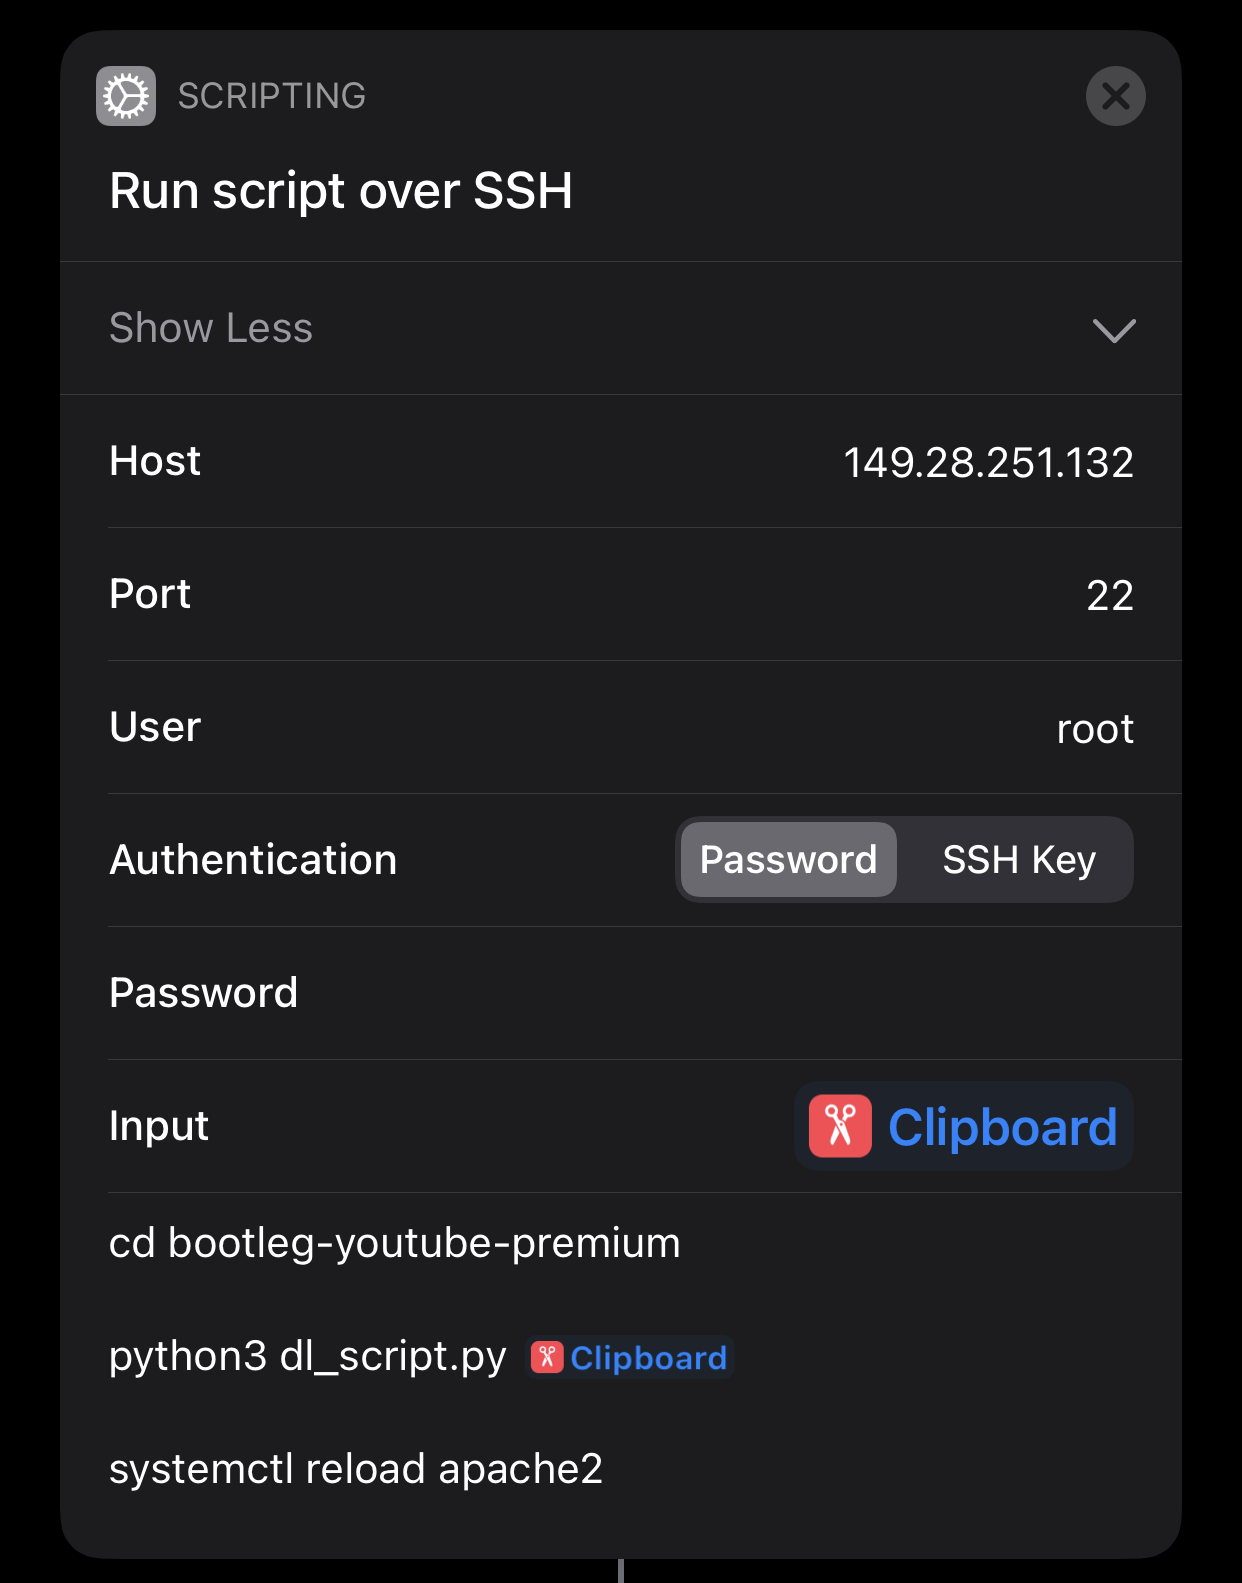 SCRIPTING
Run script over SSH
Show Less
Host 149.28.251.132
Port 22
User root
Authentication Password SSH Key
Password
Input Clipboard
cd bootleg-youtube-premium
python3 dl_script.py Clipboard
systemctl reload apache2